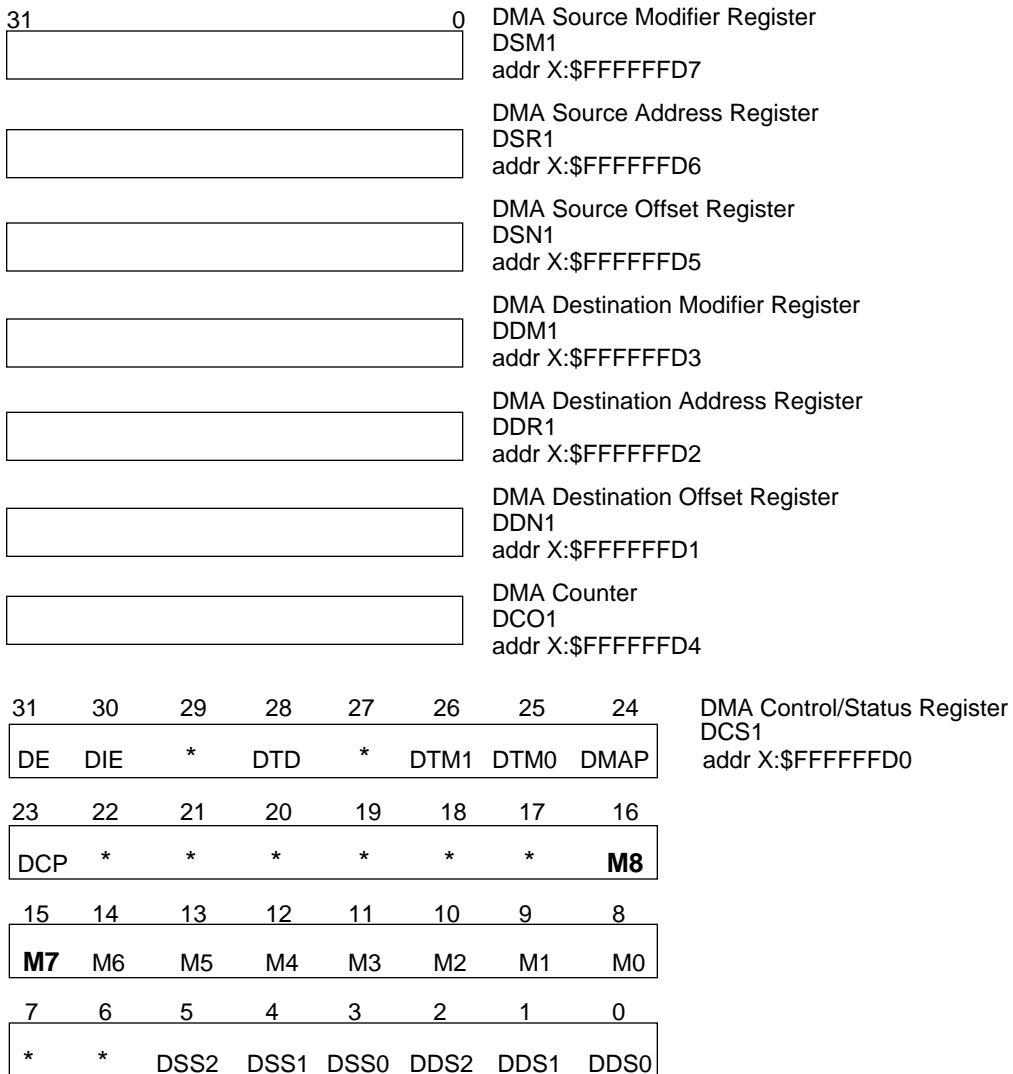 31 0 DMA Source Modifier Register
DSM1
addr X:$FFFFFFD7
DMA Source Address Register
DSR1
addr X:$FFFFFFD6
DMA Source Offset Register
DSN1
addr X:$FFFFFFD5
DMA Destination Modifier Register
DDM1
addr X:$FFFFFFD3
DMA Destination Address Register
DDR1
addr X:$FFFFFFD2
DMA Destination Offset Register
DDN1
addr X:$FFFFFFD1
DMA Counter
DCO1
addr X:$FFFFFFD4
31 30 29 28 27 26 25 24 DMA Control/Status Register
DCS1
DE DIE * DTD * DTM1 DTM0 DMAP addr X:$FFFFFFD0
23 22 21 20 19 18 17 16
DCP * * * * * * M8
15 14 13 12 11 10 9 8
M7 M6 M5 M4 M3 M2 M1 M0
7 6 5 4 3 2 1 0
* * DSS2 DSS1 DSS0 DDS2 DDS1 DDS0